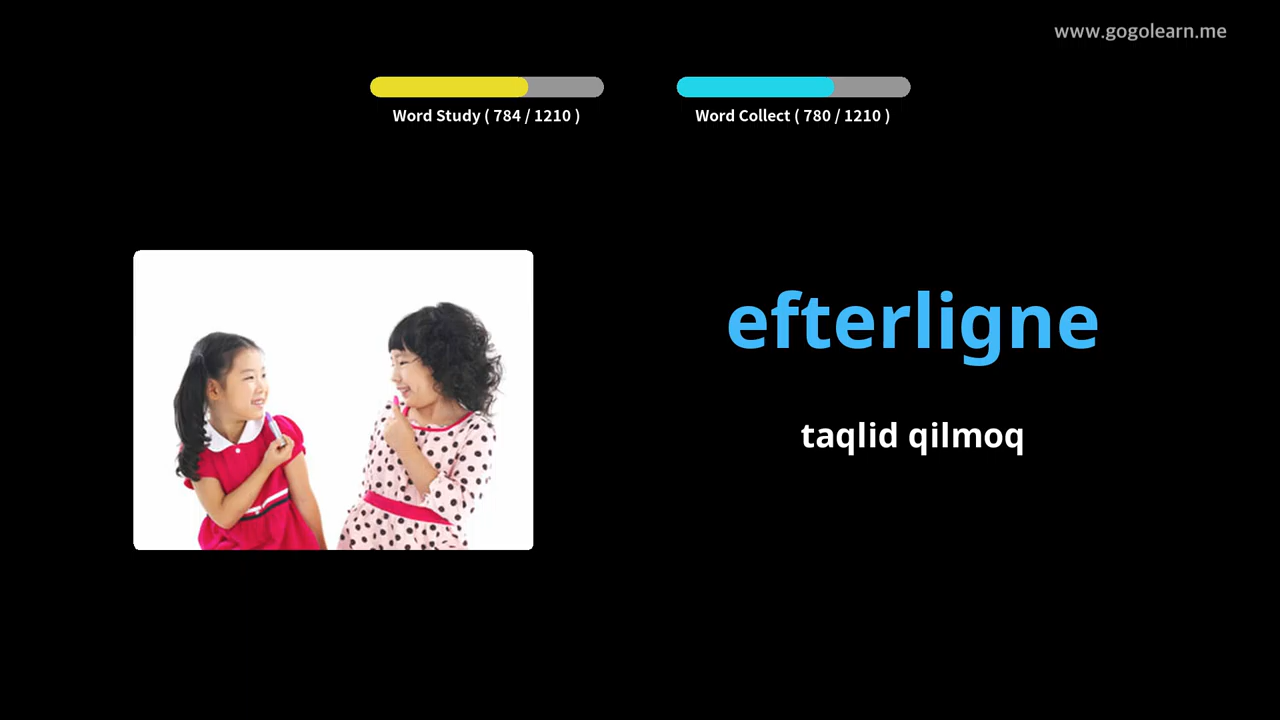 www.gogolearn.me
Word Study ( 784 / 1210 )
Word Collect ( 780 / 1210 )
efterligne
taqlid qilmoq